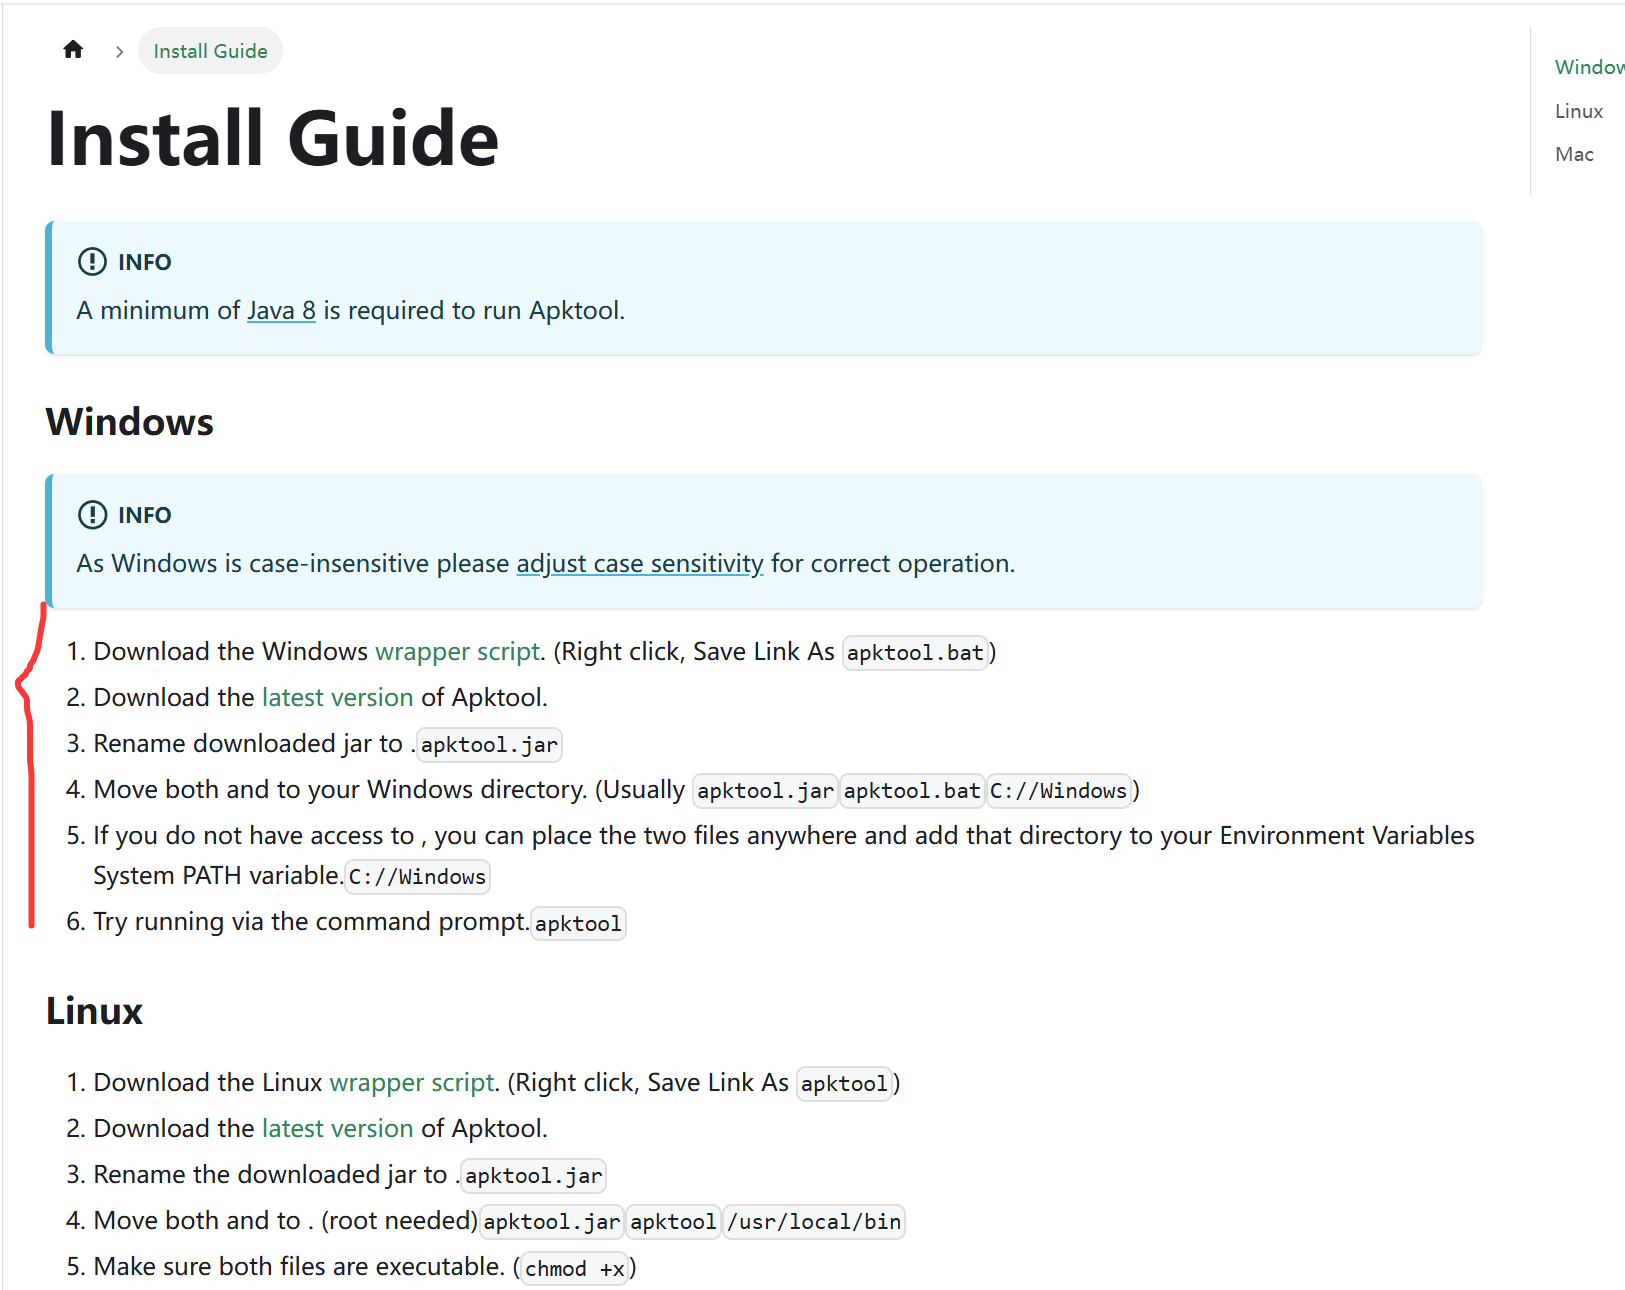 Install Guide
Install Guide
Window
Linux
Mac
INFO
A minimum of Java 8 is required to run Apktool.
Windows
INFO
As Windows is case-insensitive please adjust case sensitivity for correct operation.
1. Download the Windows wrapper script. (Right click, Save Link As apktool.bat)
2. Download the latest version of Apktool.
3. Rename downloaded jar to .apktool.jar
4. Move both and to your Windows directory. (Usually apktool.jar apktool.bat C://Windows)
5. If you do not have access to , you can place the two files anywhere and add that directory to your Environment Variables
System PATH variable. C://Windows
6. Try running via the command prompt. apktool
Linux
1. Download the Linux wrapper script. (Right click, Save Link As apktool)
2. Download the latest version of Apktool.
3. Rename the downloaded jar to .apktool.jar
4. Move both and to . (root needed) apktool.jar apktool /usr/local/bin
5. Make sure both files are executable. (chmod +x)